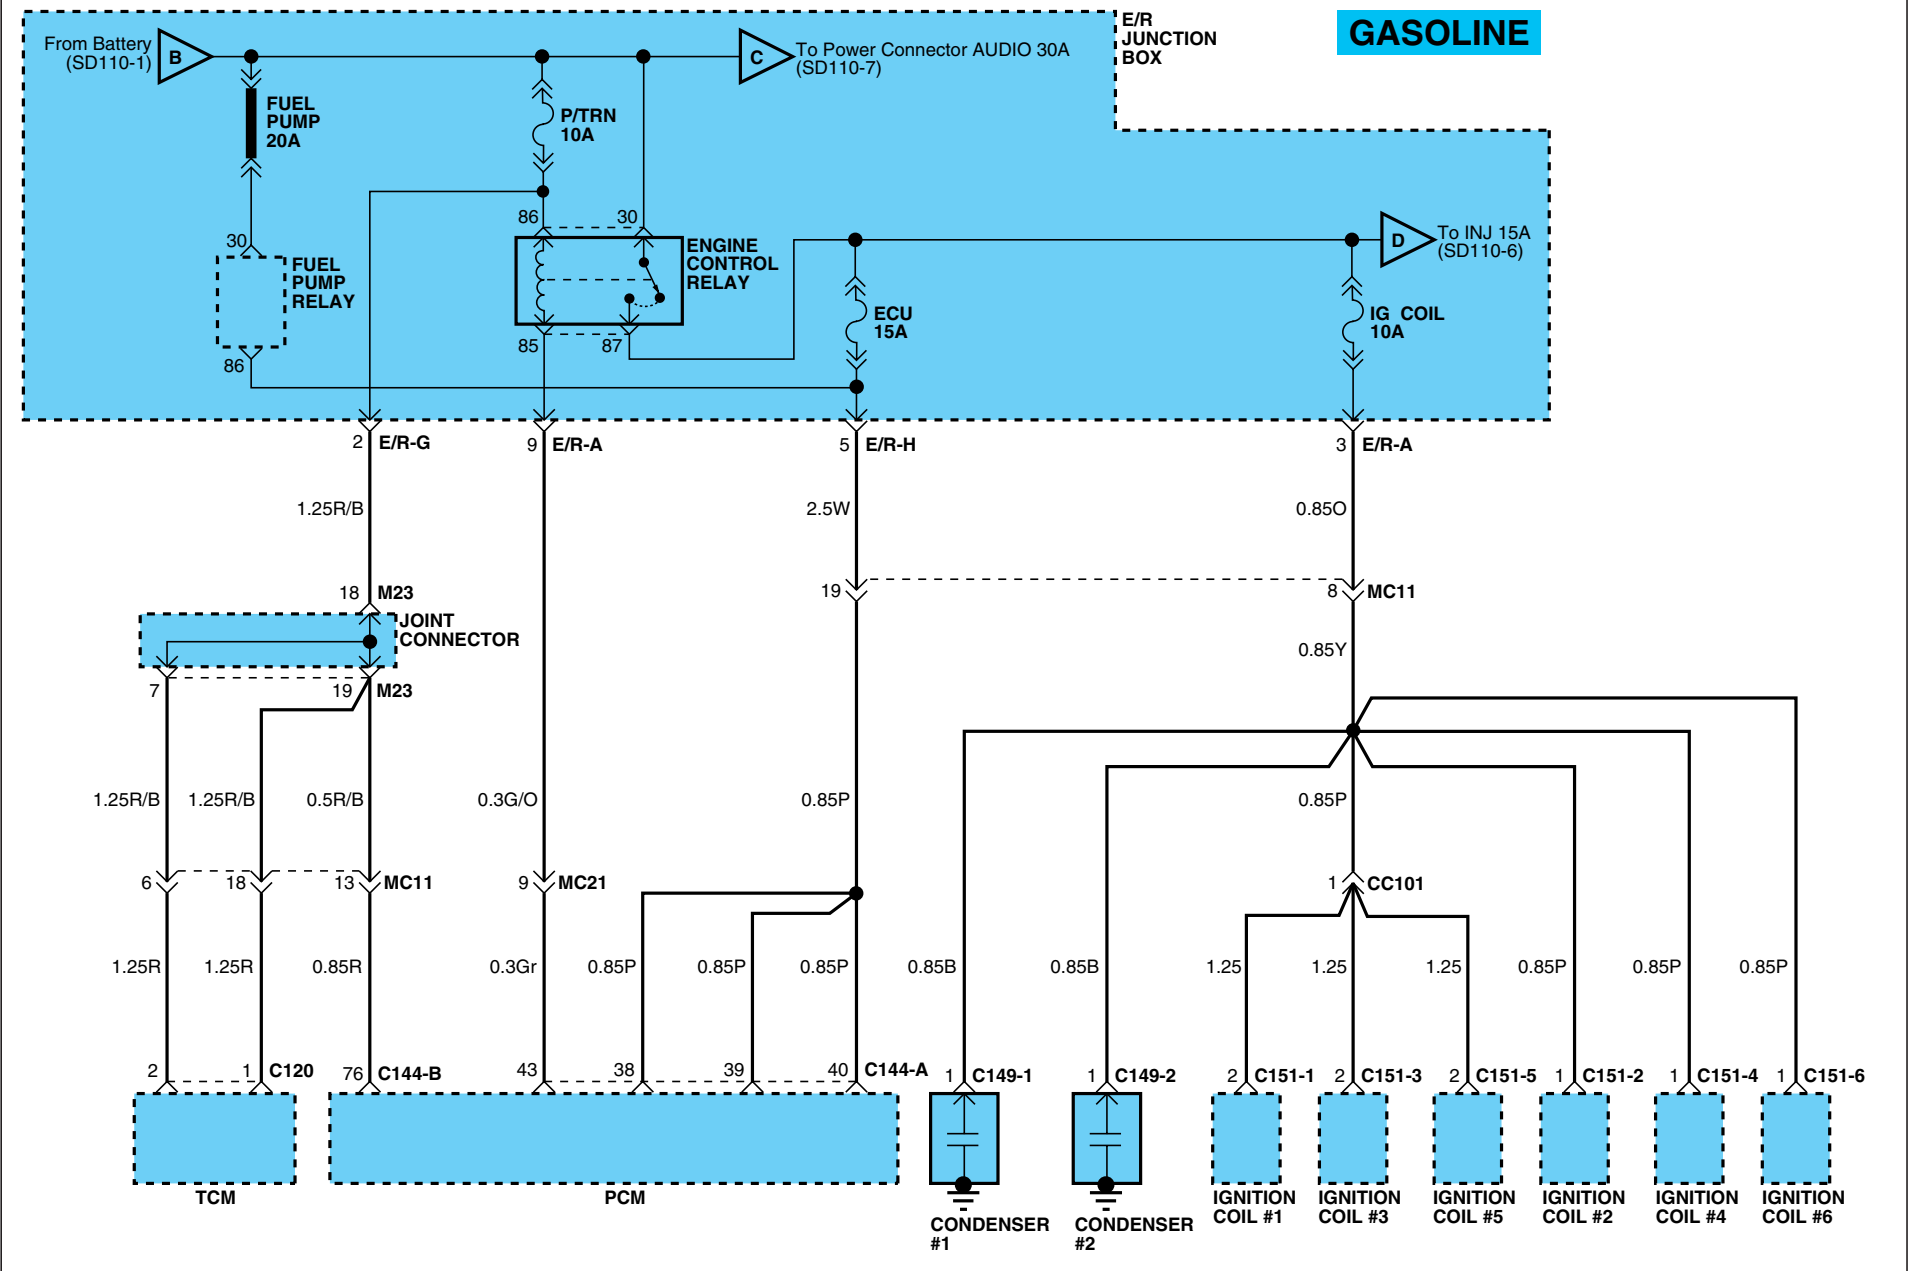 E/R
JUNCTION
BOX
GASOLINE
From Battery
(SD110-1)
B
C
To Power Connector AUDIO 30A
(SD110-7)
FUEL
PUMP
20A
P/TRN
10A
86
30
30
ENGINE
CONTROL
RELAY
FUEL
PUMP
RELAY
D
To INJ 15A
(SD110-6)
ECU
15A
IG COIL
10A
85
87
86
2
E/R-G
9
E/R-A
5
E/R-H
3
E/R-A
1.25R/B
2.5W
0.85O
18
M23
19
8
MC11
JOINT
CONNECTOR
0.85Y
7
19
M23
1.25R/B
1.25R/B
0.5R/B
0.3G/O
0.85P
0.85P
6
18
13
MC11
9
MC21
1
CC101
1.25R
1.25R
0.85R
0.3Gr
0.85P
0.85P
0.85P
0.85B
0.85B
1.25
1.25
1.25
0.85P
0.85P
0.85P
2
1
C120
76
C144-B
43
38
39
40
C144-A
1
C149-1
1
C149-2
2
C151-1
2
C151-3
2
C151-5
1
C151-2
1
C151-4
1
C151-6
TCM
PCM
CONDENSER
#1
CONDENSER
#2
IGNITION
COIL #1
IGNITION
COIL #3
IGNITION
COIL #5
IGNITION
COIL #2
IGNITION
COIL #4
IGNITION
COIL #6